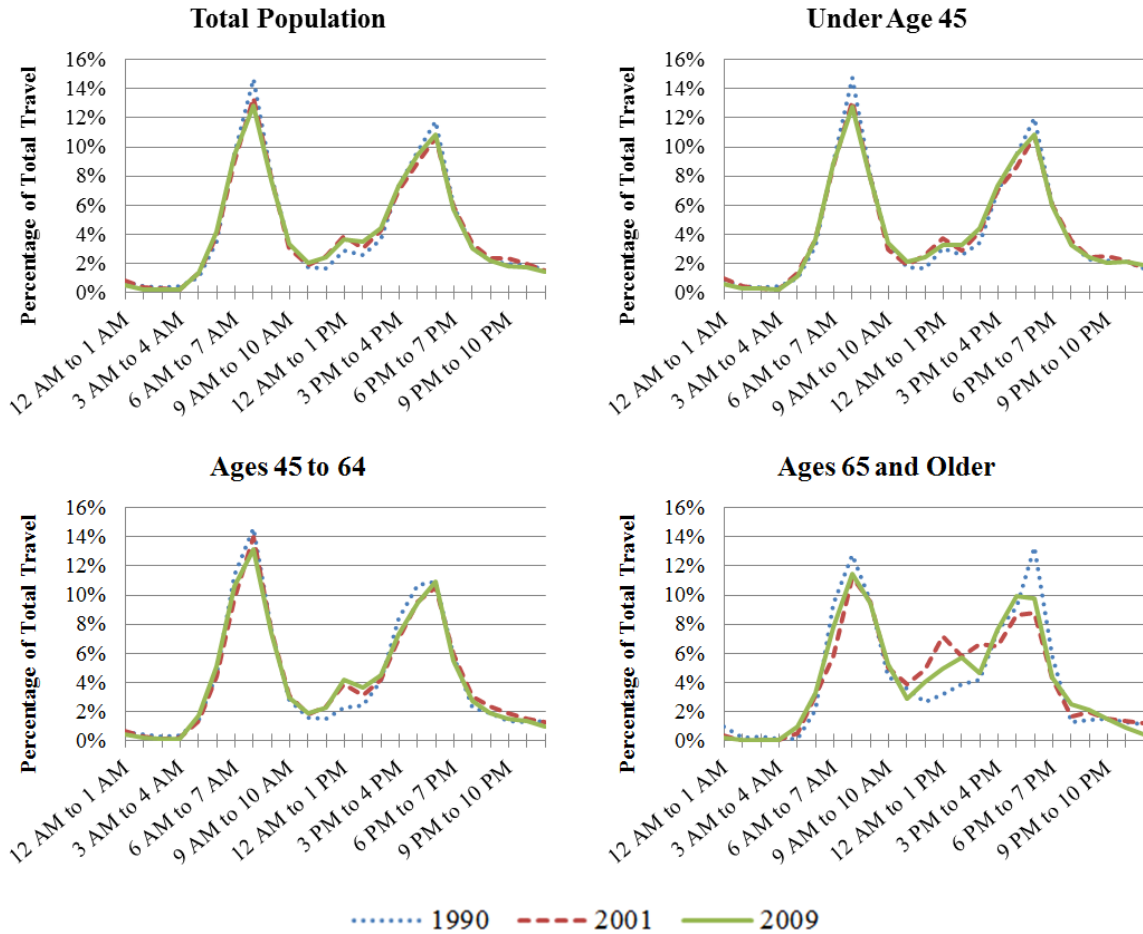 Total Population
Percentage of Total Travel
16%
14%
12%
10%
8%
6%
4%
2%
0%
12 AM to 1 AM
3 AM to 4 AM
6 AM to 7 AM
9 AM to 10 AM
12 AM to 1 PM
3 PM to 4 PM
6 PM to 7 PM
9 PM to 10 PM
Under Age 45
Percentage of Total Travel
16%
14%
12%
10%
8%
6%
4%
2%
0%
12 AM to 1 AM
3 AM to 4 AM
6 AM to 7 AM
9 AM to 10 AM
12 AM to 1 PM
3 PM to 4 PM
6 PM to 7 PM
9 PM to 10 PM
Ages 45 to 64
Percentage of Total Travel
16%
14%
12%
10%
8%
6%
4%
2%
0%
12 AM to 1 AM
3 AM to 4 AM
6 AM to 7 AM
9 AM to 10 AM
12 AM to 1 PM
3 PM to 4 PM
6 PM to 7 PM
9 PM to 10 PM
Ages 65 and Older
Percentage of Total Travel
16%
14%
12%
10%
8%
6%
4%
2%
0%
12 AM to 1 AM
3 AM to 4 AM
6 AM to 7 AM
9 AM to 10 AM
12 AM to 1 PM
3 PM to 4 PM
6 PM to 7 PM
9 PM to 10 PM
1990 2001 2009